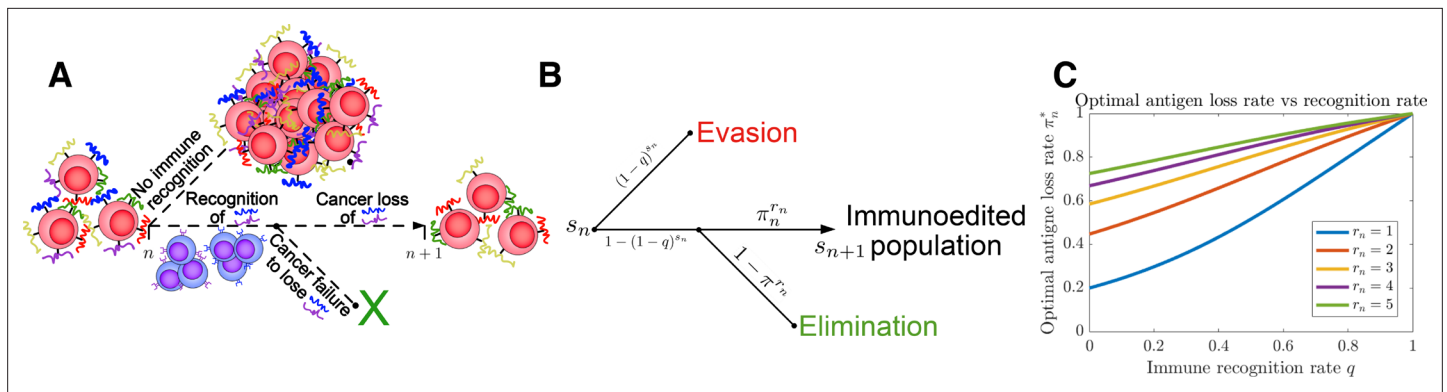 A
No immune
recognition
Recognition
of
Cancer loss
of
n
n + 1
Cancer failure
to lose
X
B
Evasion
(1 − q)^{s_n}
s_n
1 − (1 − q)^{s_n}
π_n^{r_n}
s_{n+1}
Immunoedited
population
1 − π^{r_n}
Elimination
C
Optimal antigen loss rate vs recognition rate
Optimal antigne loss rate π_n^*
1
0.8
0.6
0.4
0.2
0
0
0.2
0.4
0.6
0.8
1
Immune recognition rate q
r_n = 1
r_n = 2
r_n = 3
r_n = 4
r_n = 5